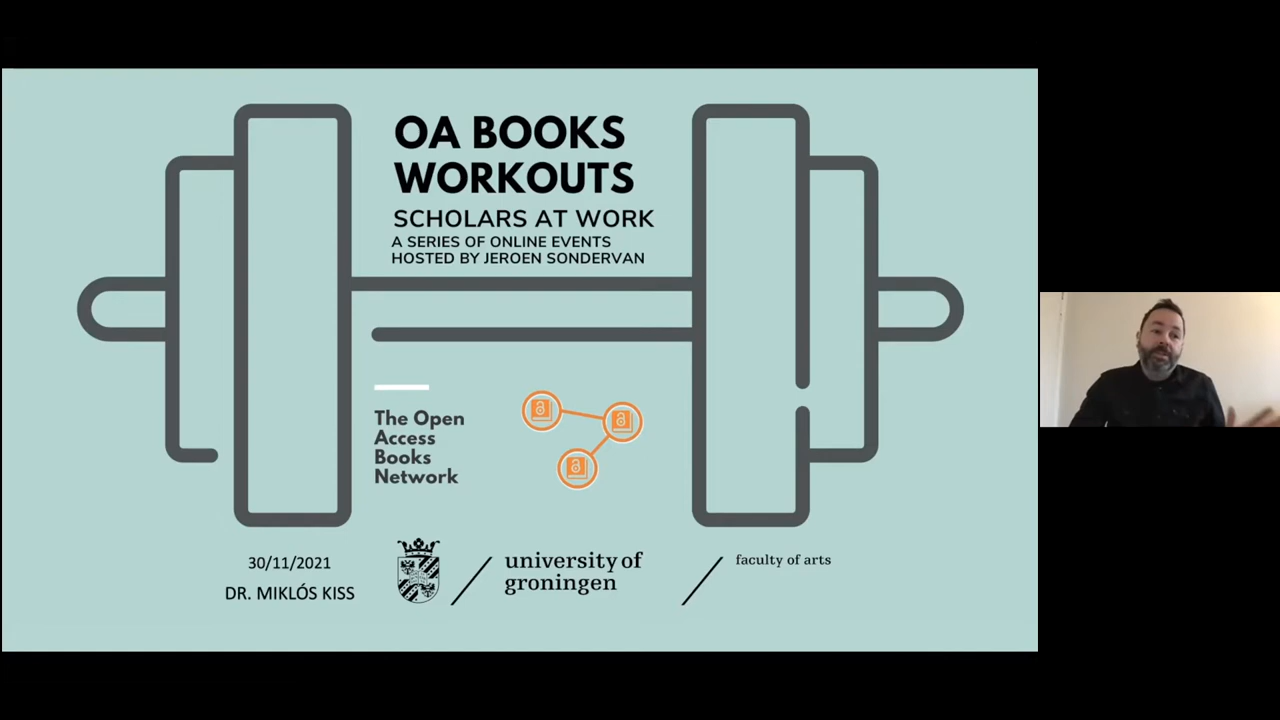 OA BOOKS
WORKOUTS
SCHOLARS AT WORK
A SERIES OF ONLINE EVENTS
HOSTED BY JEROEN SONDERVAN
The Open
Access
Books
Network
30/11/2021
DR. MIKLÓS KISS
university of
groningen
faculty of arts